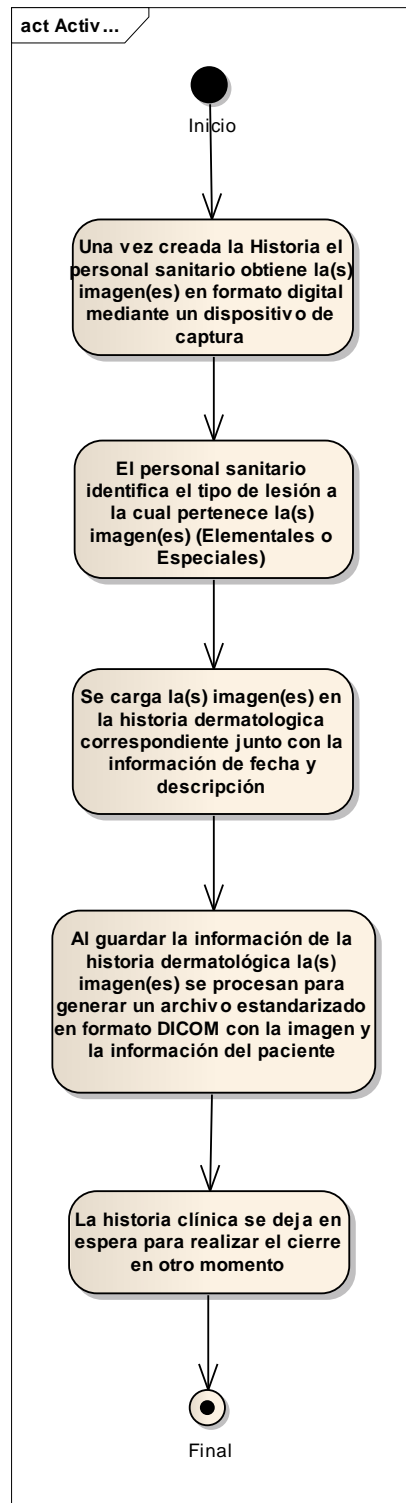 act Activ...
Inicio
Una vez creada la Historia el
personal sanitario obtiene la(s)
imagen(es) en formato digital
mediante un dispositivo de
captura
El personal sanitario
identifica el tipo de lesión a
la cual pertenece la(s)
imagen(es) (Elementales o
Especiales)
Se carga la(s) imagen(es) en
la historia dermatologica
correspondiente junto con la
información de fecha y
descripción
Al guardar la información de la
historia dermatológica la(s)
imagen(es) se procesan para
generar un archivo estandarizado
en formato DICOM con la imagen y
la información del paciente
La historia clínica se deja en
espera para realizar el cierre
en otro momento
Final